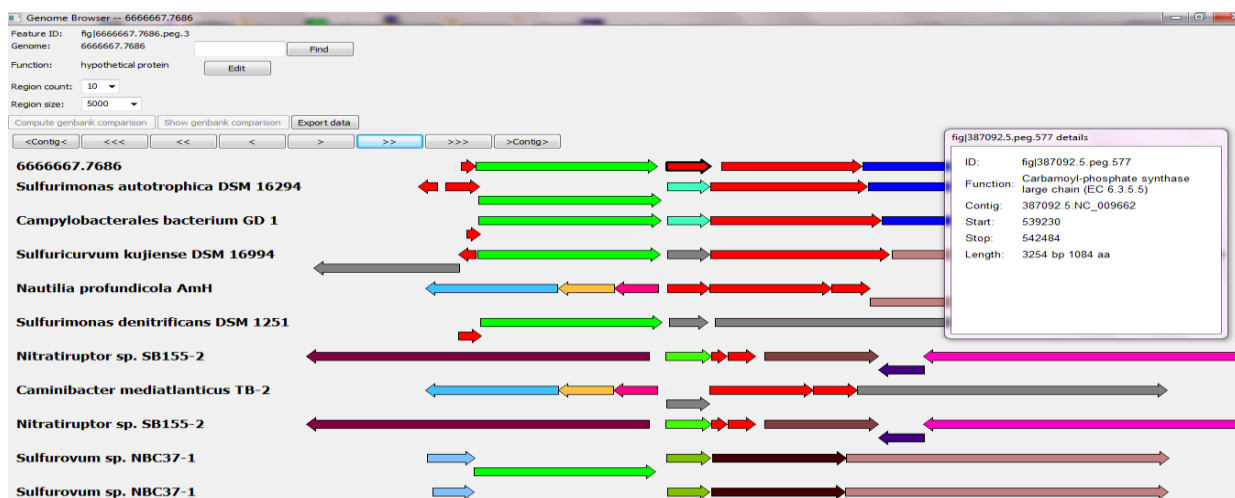 Genome Browser -- 6666667.7686
Feature ID: fig|6666667.7686.peg.3
Genome: 6666667.7686 Find
Function: hypothetical protein Edit
Region count: 10
Region size: 5000
Compute genbank comparison Show genbank comparison Export data
<Contig< <<< << < > >> >>> >Contig>
fig|387092.5.peg.577 details
ID: fig|387092.5.peg.577
Function: Carbamoyl-phosphate synthase
large chain (EC 6.3.5.5)
Contig: 387092.5:NC_009662
Start: 539230
Stop: 542484
Length: 3254 bp 1084 aa
6666667.7686
Sulfurimonas autotrophica DSM 16294
Campylobacterales bacterium GD 1
Sulfuricurvum kujiense DSM 16994
Nautilia profundicola AmH
Sulfurimonas denitrificans DSM 1251
Nitratiruptor sp. SB155-2
Caminibacter mediatlanticus TB-2
Nitratiruptor sp. SB155-2
Sulfurovum sp. NBC37-1
Sulfurovum sp. NBC37-1